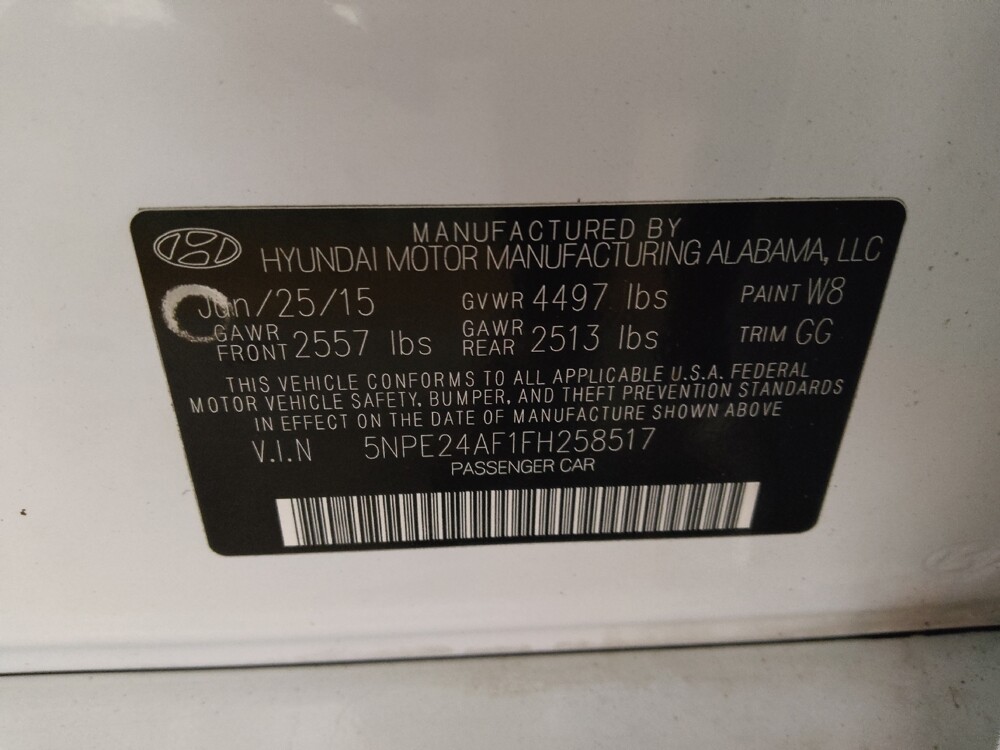 MANUFACTURED BY
HYUNDAI MOTOR MANUFACTURING ALABAMA, LLC
Jun/25/15 GVWR 4497 lbs PAINT W8
GAWR FRONT 2557 lbs GAWR REAR 2513 lbs TRIM GG
THIS VEHICLE CONFORMS TO ALL APPLICABLE U.S.A. FEDERAL
MOTOR VEHICLE SAFETY, BUMPER, AND THEFT PREVENTION STANDARDS
IN EFFECT ON THE DATE OF MANUFACTURE SHOWN ABOVE
V.I.N 5NPE24AF1FH258517
PASSENGER CAR